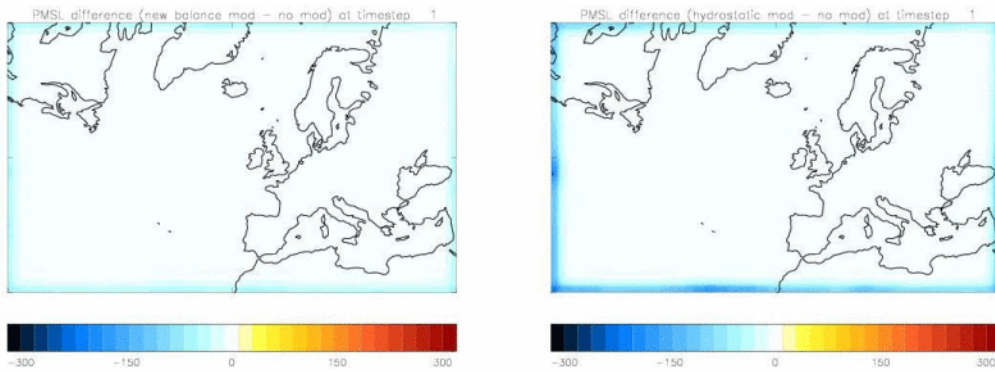 PMSL difference (new balance mod – no mod) at timestep 1
PMSL difference (hydrostatic mod – no mod) at timestep 1
−300 −150 0 150 300
−300 −150 0 150 300